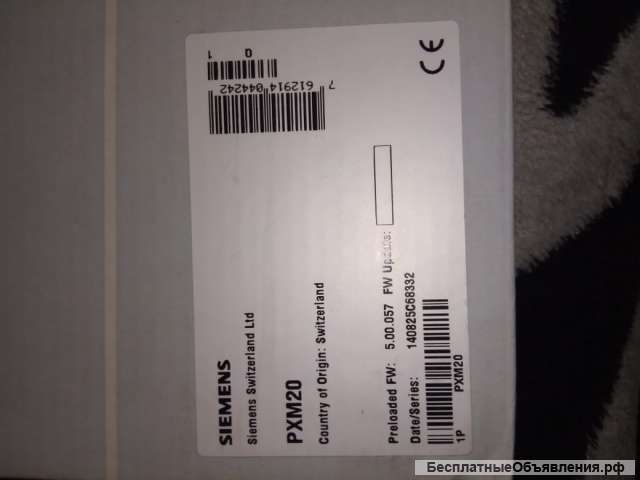 SIEMENS
Siemens Switzerland Ltd
PXM20
Country of Origin: Switzerland
Preloaded FW: 5.00.057 FW Update:
Date/Series: 140825C68332
1P PXM20
7 612914 044242
Q 1
CE
БесплатныеОбъявления.рф